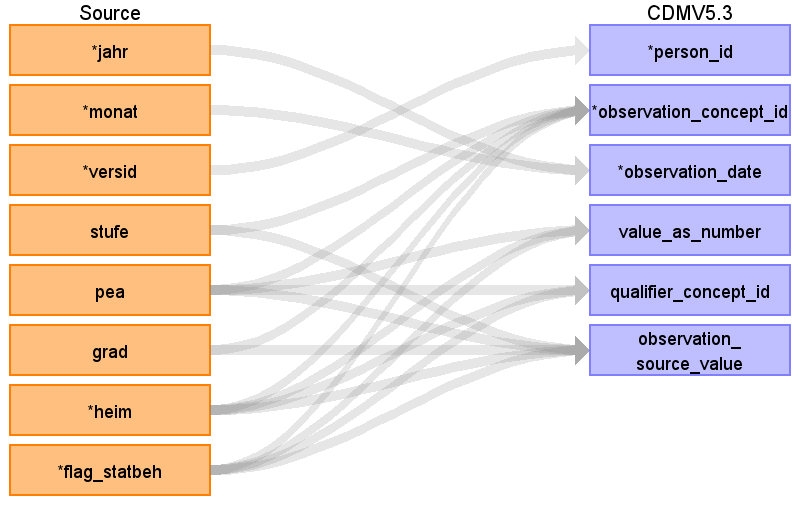 Source
CDMV5.3
*jahr
*person_id
*monat
*observation_concept_id
*versid
*observation_date
stufe
value_as_number
pea
qualifier_concept_id
grad
observation_
source_value
*heim
*flag_statbeh